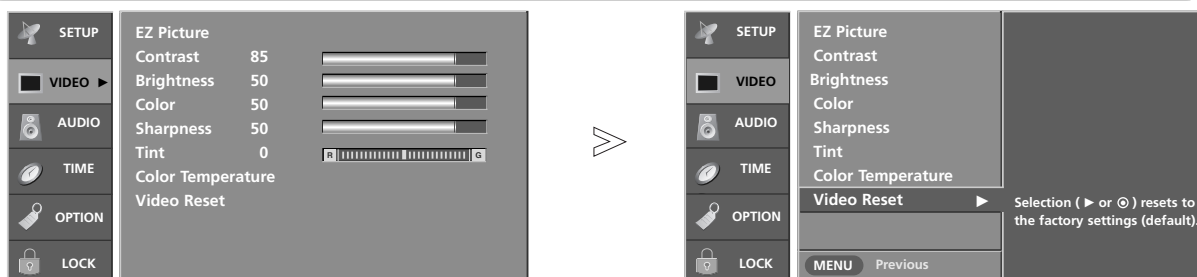 SETUP
VIDEO ►
AUDIO
TIME
OPTION
LOCK
EZ Picture
Contrast 85
Brightness 50
Color 50
Sharpness 50
Tint 0
R G
Color Temperature
Video Reset
SETUP
VIDEO
AUDIO
TIME
OPTION
LOCK
EZ Picture
Contrast
Brightness
Color
Sharpness
Tint
Color Temperature
Video Reset ►
MENU Previous
Selection ( ► or ⊙ ) resets to
the factory settings (default).